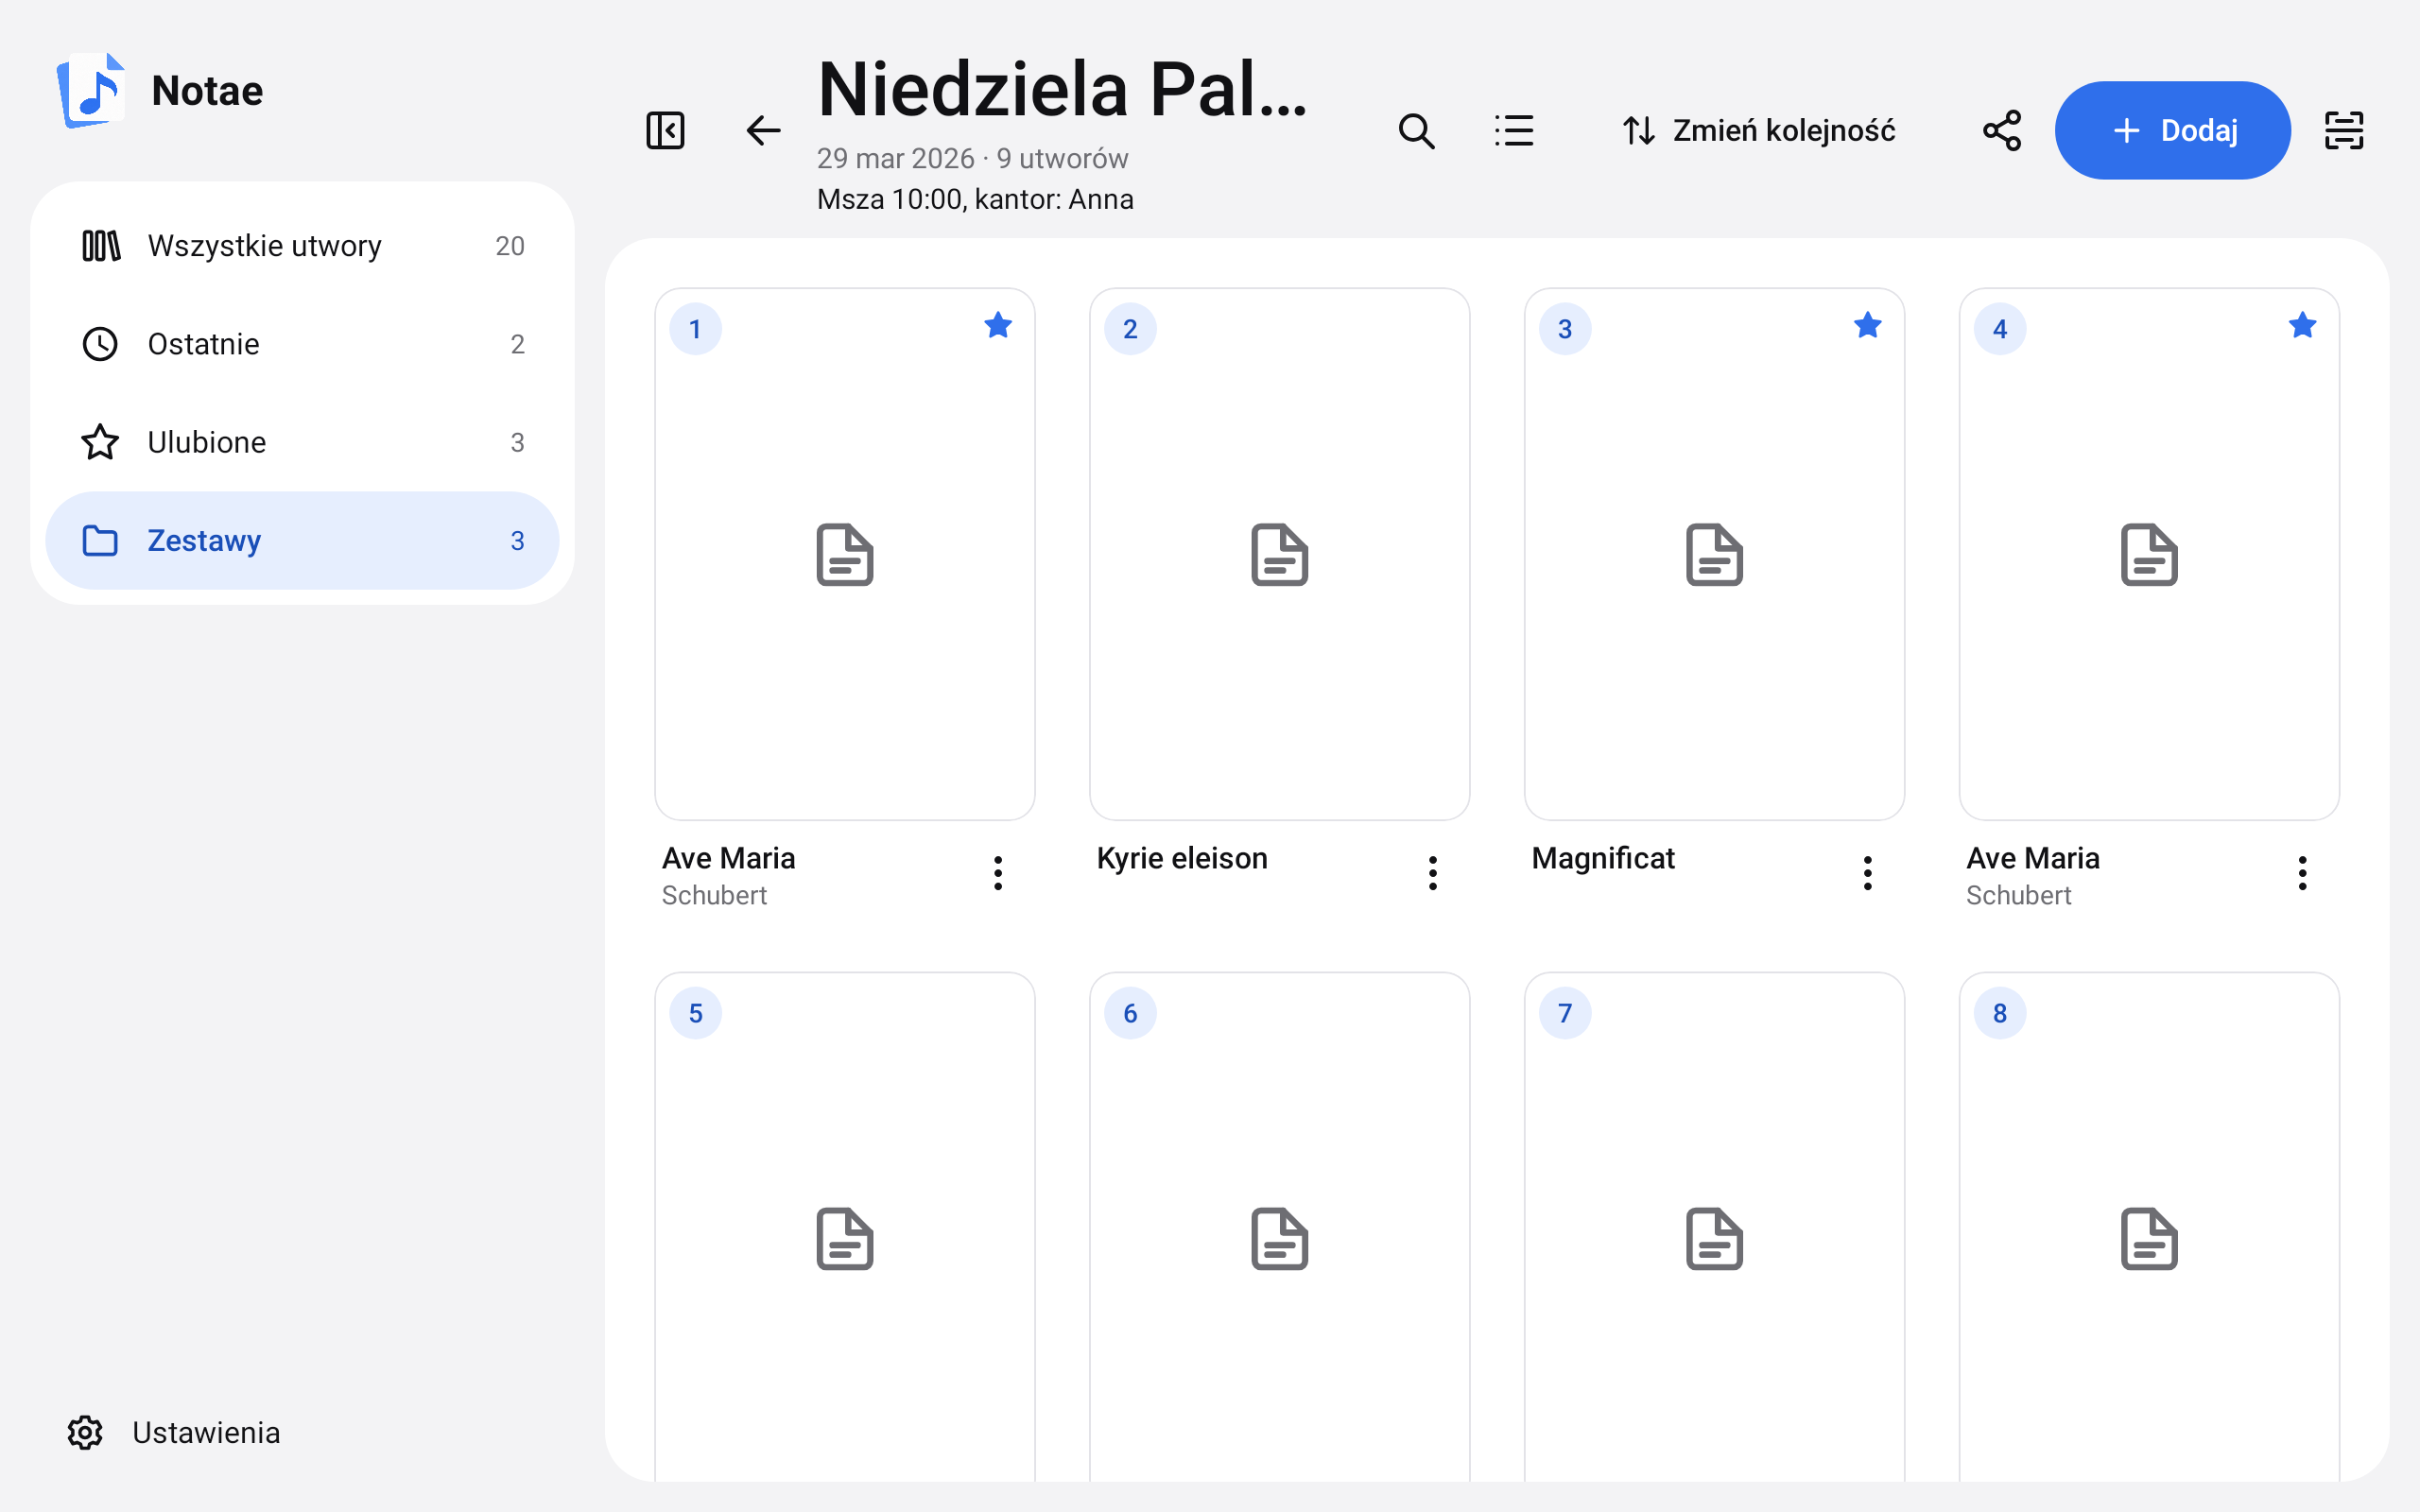 Notae
Wszystkie utwory 20
Ostatnie 2
Ulubione 3
Zestawy 3
Ustawienia
Niedziela Pal...
29 mar 2026 · 9 utworów
Msza 10:00, kantor: Anna
Zmień kolejność
Dodaj
1
2
3
4
Ave Maria
Schubert
Kyrie eleison
Magnificat
Ave Maria
Schubert
5
6
7
8